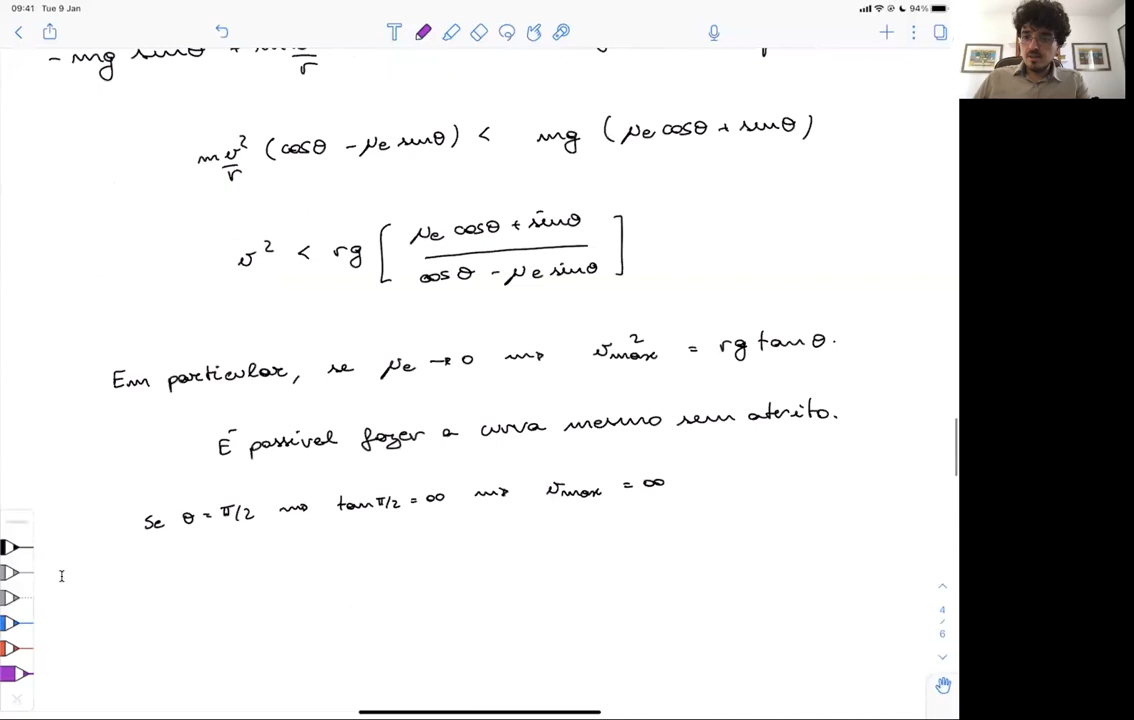 09:41 Tue 9 Jan 94%
- mg sinθ +
r
m v²/r (cosθ - μe sinθ) < mg (μe cosθ + sinθ)
v² < rg [ (μe cosθ + sinθ) / (cosθ - μe sinθ) ]
Em particular, se μe → 0 ⇝ v²max = rg tanθ.
É possível fazer a curva mesmo sem atrito.
Se θ = π/2 ⇝ tan π/2 = ∞ ⇝ vmax = ∞
4
/
6